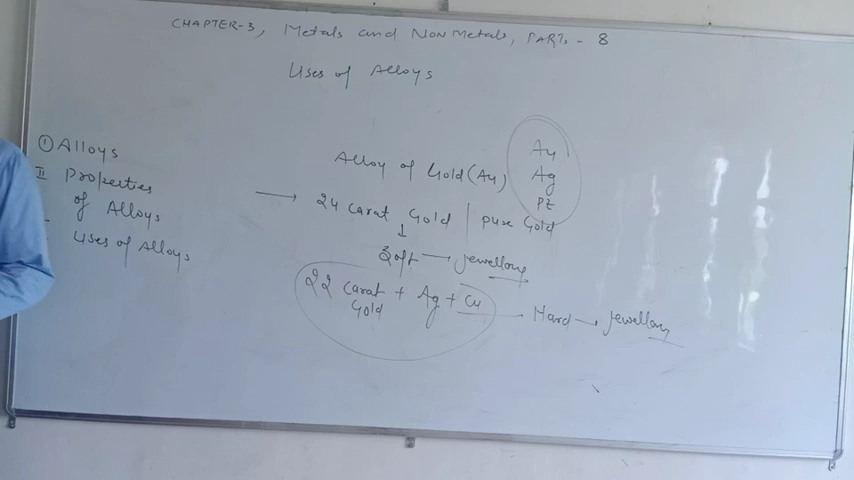 CHAPTER-3, Metals and Non Metals, PART - 8
Uses of Alloys
① Alloys
II Properties
of Alloys
- Uses of Alloys
Alloy of Gold (Au)
Au
Ag
Pt
→ 24 carat Gold | pure Gold
↓
Soft → jewellory
22 carat + Ag + Cu → Hard → jewellory
Gold